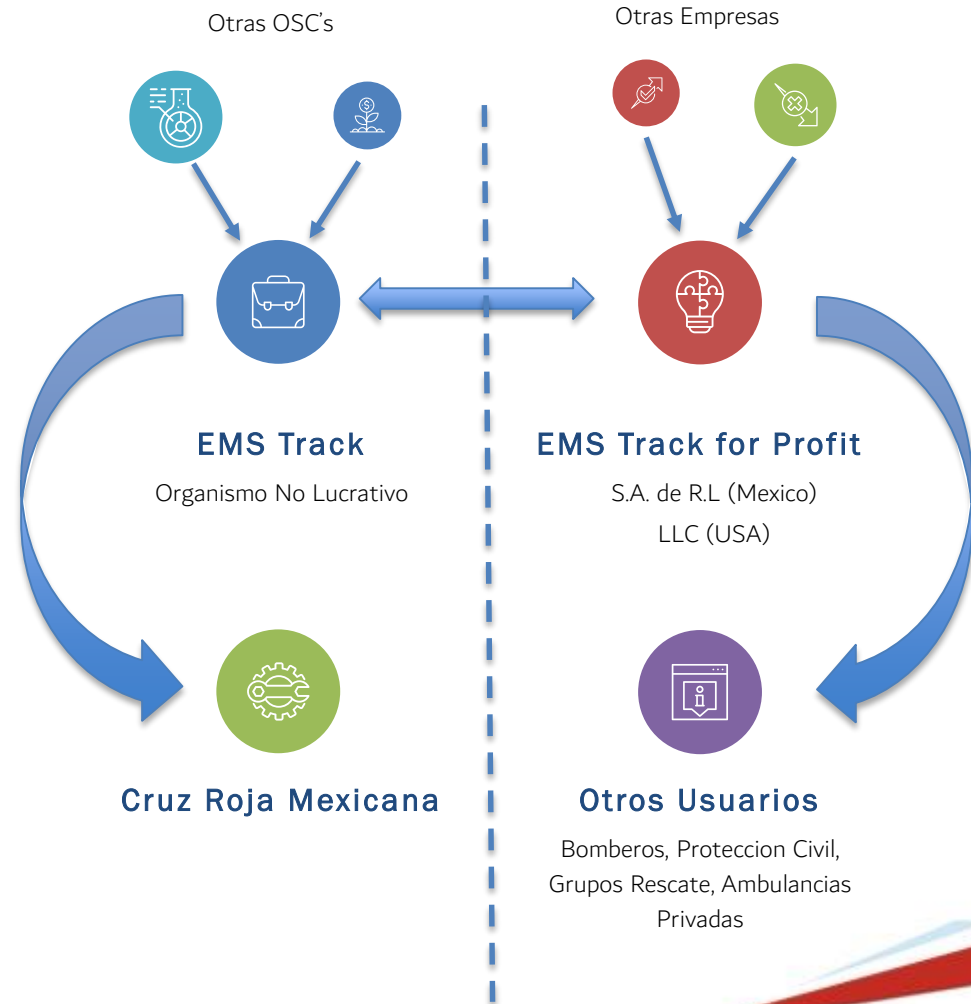 Otras OSC's
Otras Empresas
EMS Track
Organismo No Lucrativo
EMS Track for Profit
S.A. de R.L (Mexico)
LLC (USA)
Cruz Roja Mexicana
Otros Usuarios
Bomberos, Proteccion Civil,
Grupos Rescate, Ambulancias
Privadas